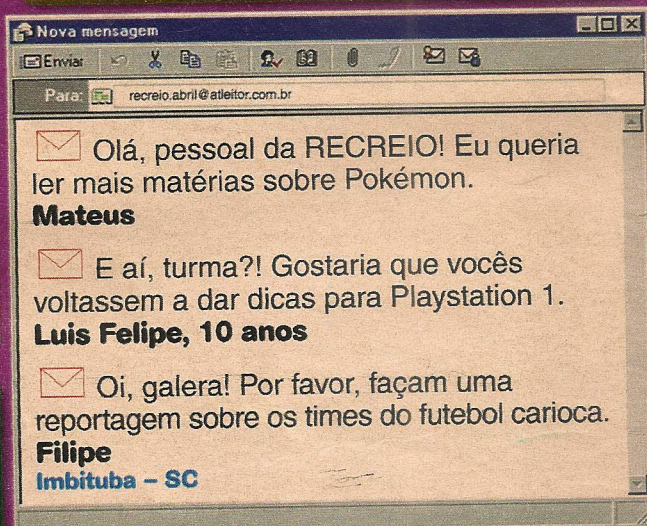 Nova mensagem
Enviar
Para: recreio.abril@atleitor.com.br
Olá, pessoal da RECREIO! Eu queria
ler mais matérias sobre Pokémon.
Mateus
E aí, turma?! Gostaria que vocês
voltassem a dar dicas para Playstation 1.
Luis Felipe, 10 anos
Oi, galera! Por favor, façam uma
reportagem sobre os times do futebol carioca.
Filipe
Imbituba – SC